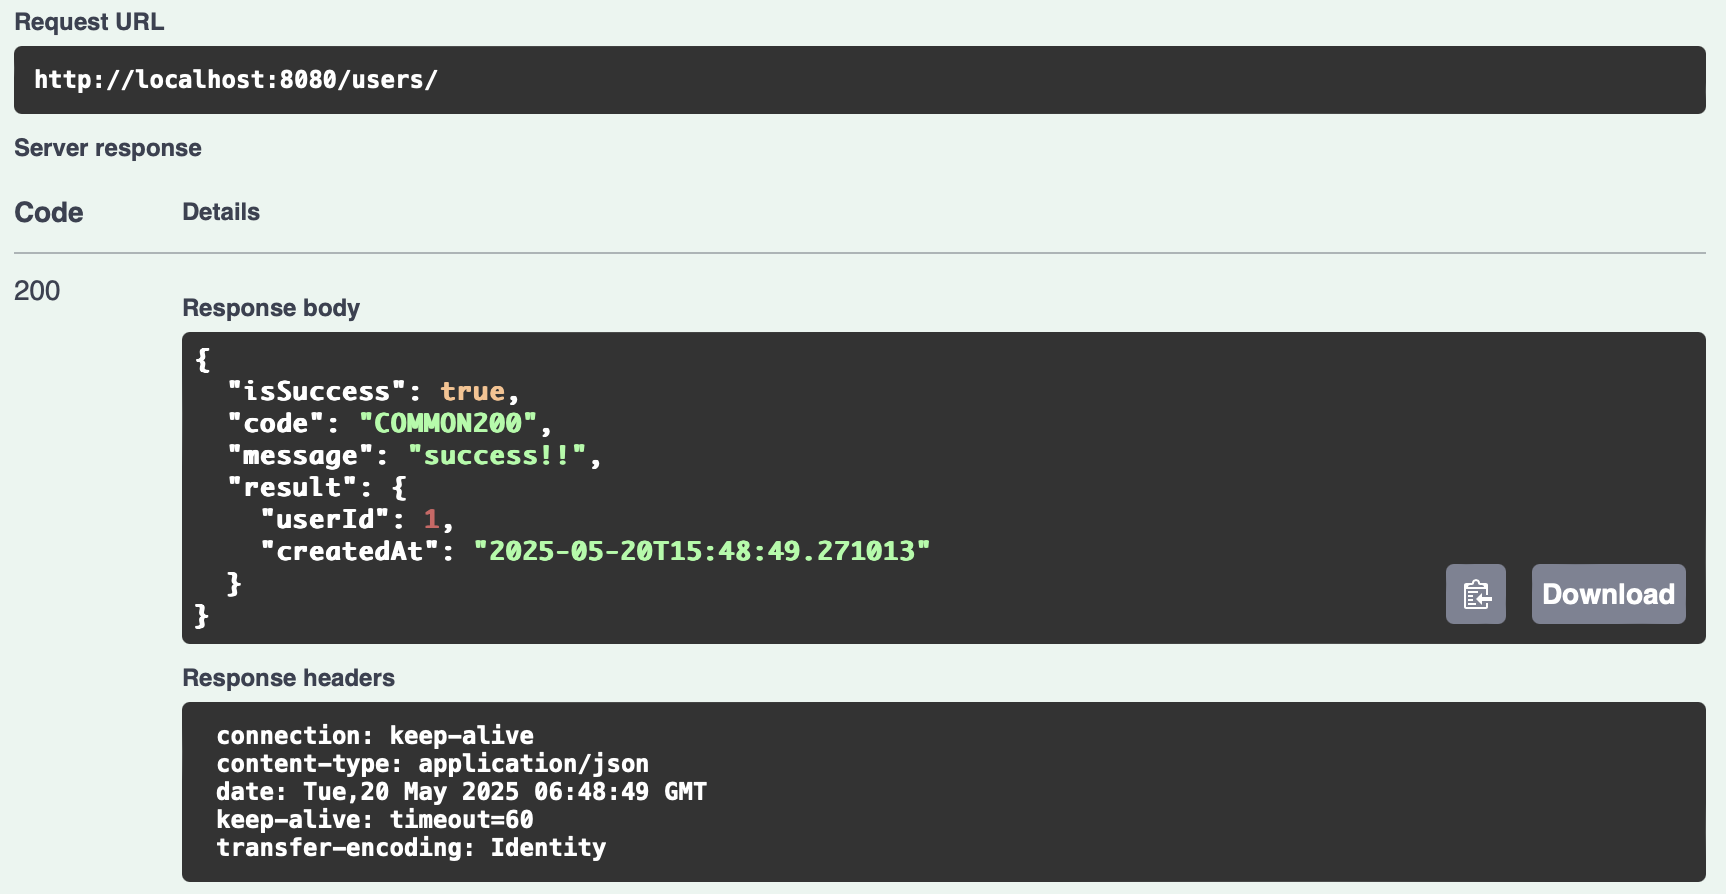 Request URL
http://localhost:8080/users/
Server response
Code Details
200
Response body
{
  "isSuccess": true,
  "code": "COMMON200",
  "message": "success!!",
  "result": {
    "userId": 1,
    "createdAt": "2025-05-20T15:48:49.271013"
  }
}
Download
Response headers
connection: keep-alive
content-type: application/json
date: Tue,20 May 2025 06:48:49 GMT
keep-alive: timeout=60
transfer-encoding: Identity